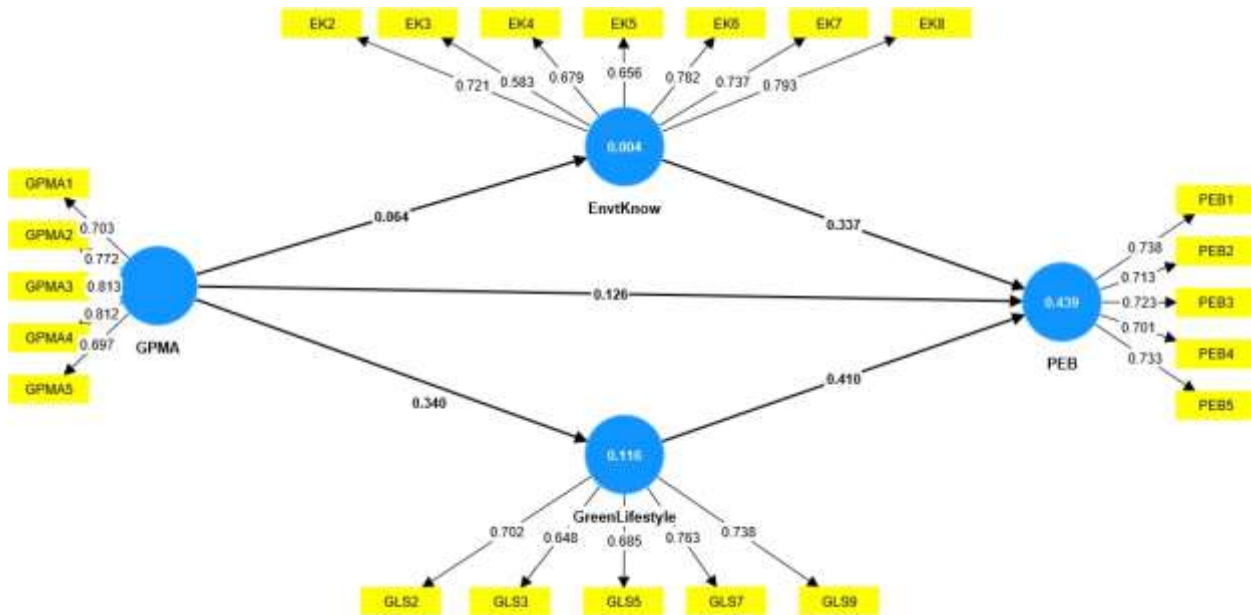 EK2 EK3 EK4 EK5 EK6 EK7 EK8
0.721 0.583 0.679 0.656 0.782 0.737 0.793
0.004
EnvtKnow
GPMA1
GPMA2
GPMA3
GPMA4
GPMA5
0.703
0.772
0.813
0.812
0.697
GPMA
0.064
0.337
0.126
0.340
0.410
PEB1
PEB2
PEB3
PEB4
PEB5
0.738
0.713
0.723
0.701
0.733
0.439
PEB
0.116
GreenLifestyle
0.702 0.648 0.685 0.763 0.738
GLS2 GLS3 GLS5 GLS7 GLS9